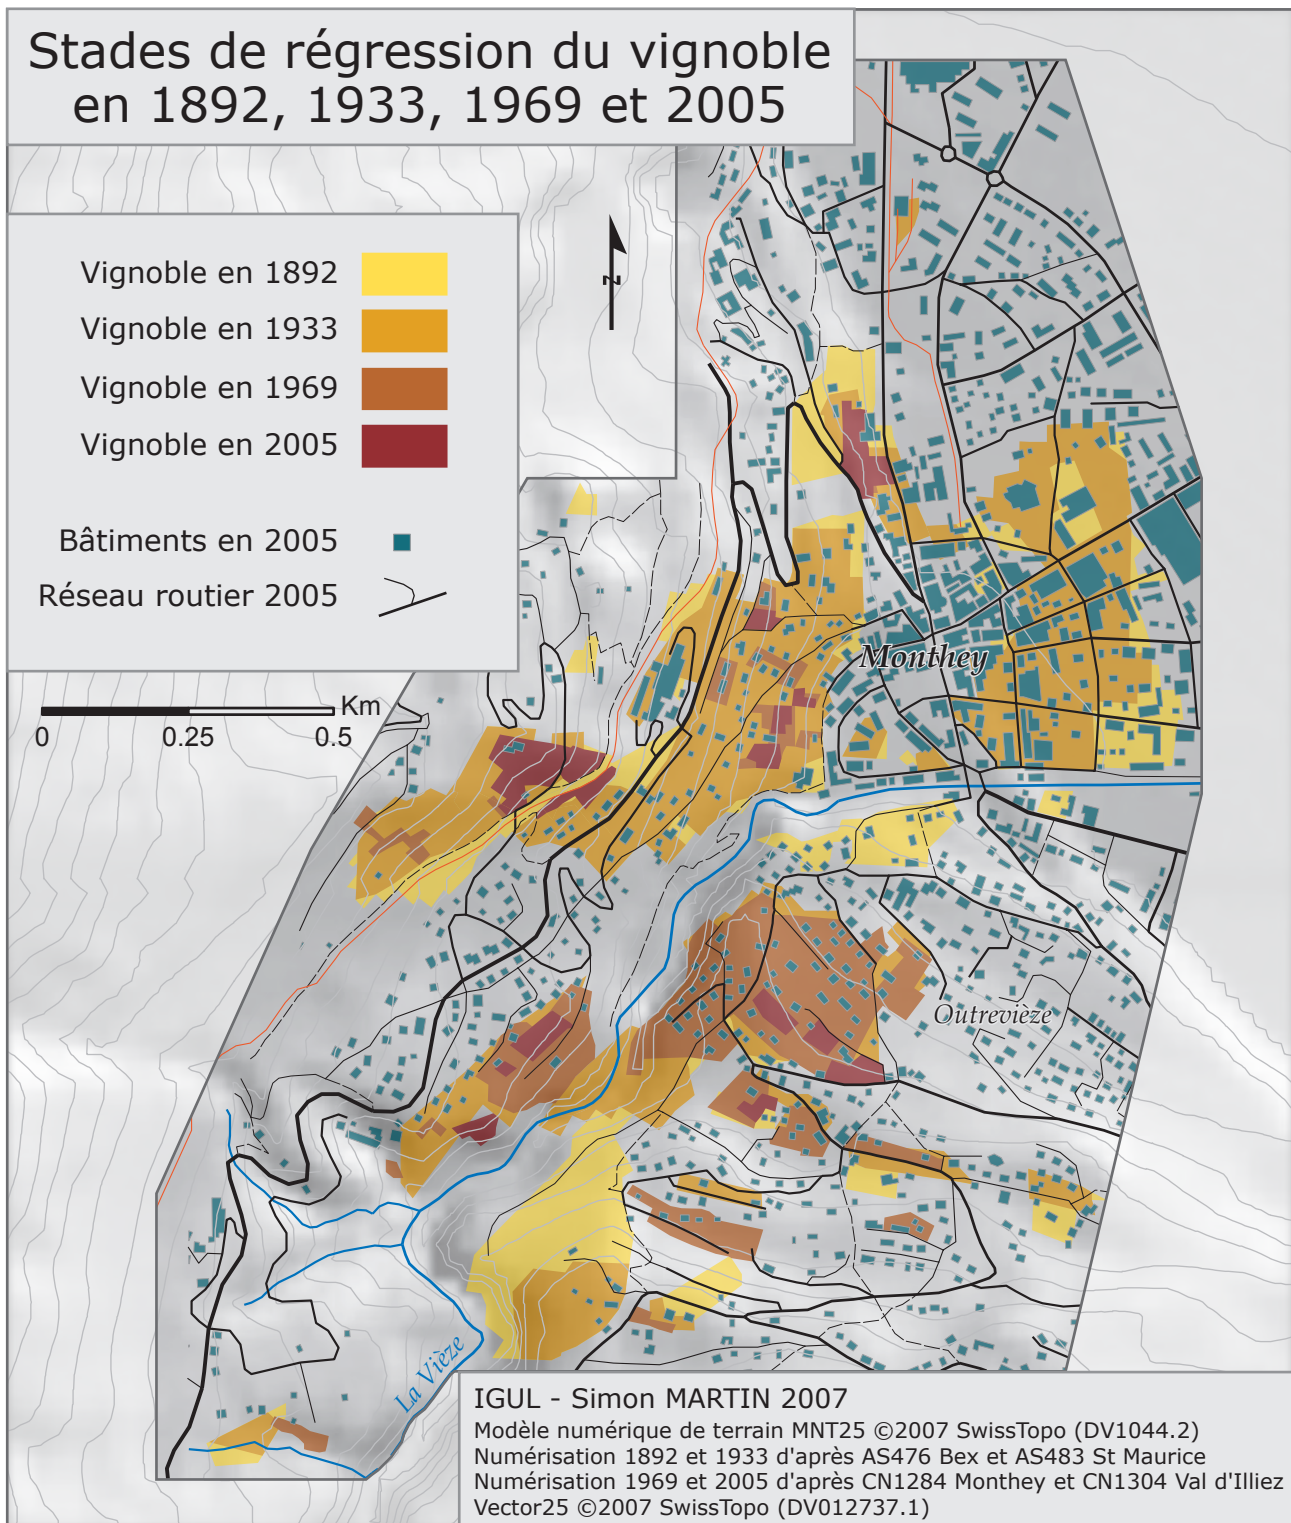 Stades de régression du vignoble
en 1892, 1933, 1969 et 2005
Vignoble en 1892
Vignoble en 1933
Vignoble en 1969
Vignoble en 2005
Bâtiments en 2005
Réseau routier 2005
N
Km
0 0.25 0.5
Monthey
Outrevièze
La Vièze
IGUL - Simon MARTIN 2007
Modèle numérique de terrain MNT25 ©2007 SwissTopo (DV1044.2)
Numérisation 1892 et 1933 d'après AS476 Bex et AS483 St Maurice
Numérisation 1969 et 2005 d'après CN1284 Monthey et CN1304 Val d'Illiez
Vector25 ©2007 SwissTopo (DV012737.1)